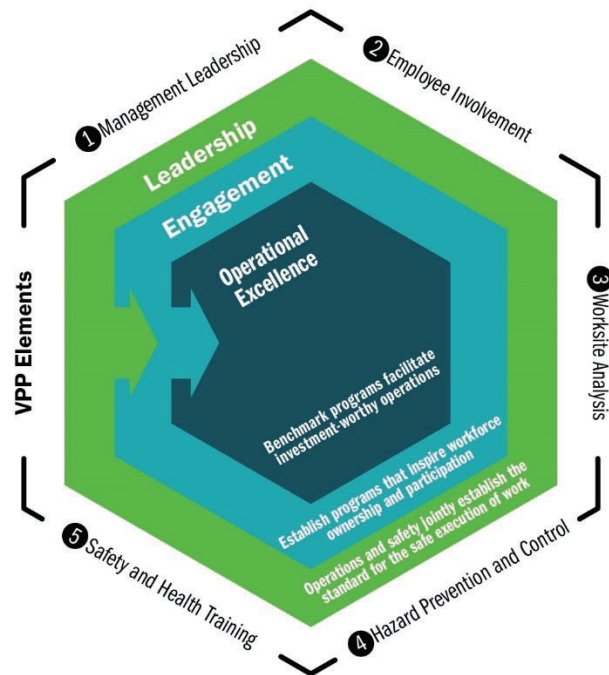 1 Management Leadership
2 Employee Involvement
3 Worksite Analysis
4 Hazard Prevention and Control
5 Safety and Health Training
VPP Elements
Leadership
Engagement
Operational
Excellence
Benchmark programs facilitate
investment-worthy operations
Establish programs that inspire workforce
ownership and participation
Operations and safety jointly establish the
standard for the safe execution of work